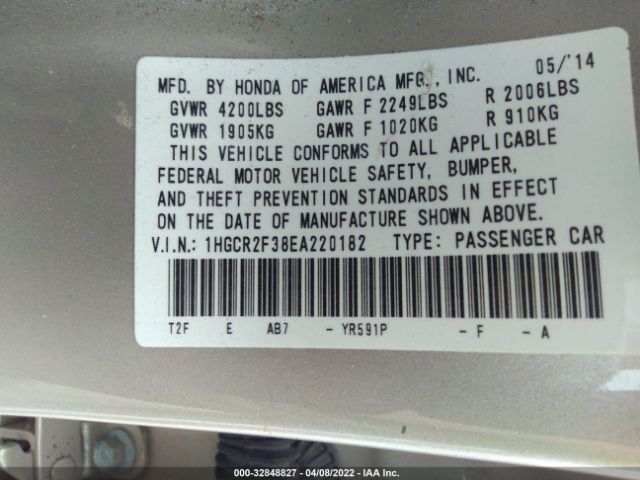 MFD. BY HONDA OF AMERICA MFG., INC. 05/'14
GVWR 4200LBS GAWR F 2249LBS R 2006LBS
GVWR 1905KG GAWR F 1020KG R 910KG
THIS VEHICLE CONFORMS TO ALL APPLICABLE
FEDERAL MOTOR VEHICLE SAFETY, BUMPER,
AND THEFT PREVENTION STANDARDS IN EFFECT
ON THE DATE OF MANUFACTURE SHOWN ABOVE.
V.I.N.: 1HGCR2F38EA220182 TYPE: PASSENGER CAR
T2F E AB7 - YR591P - F - A
000-32848827 - 04/08/2022 - IAA Inc.